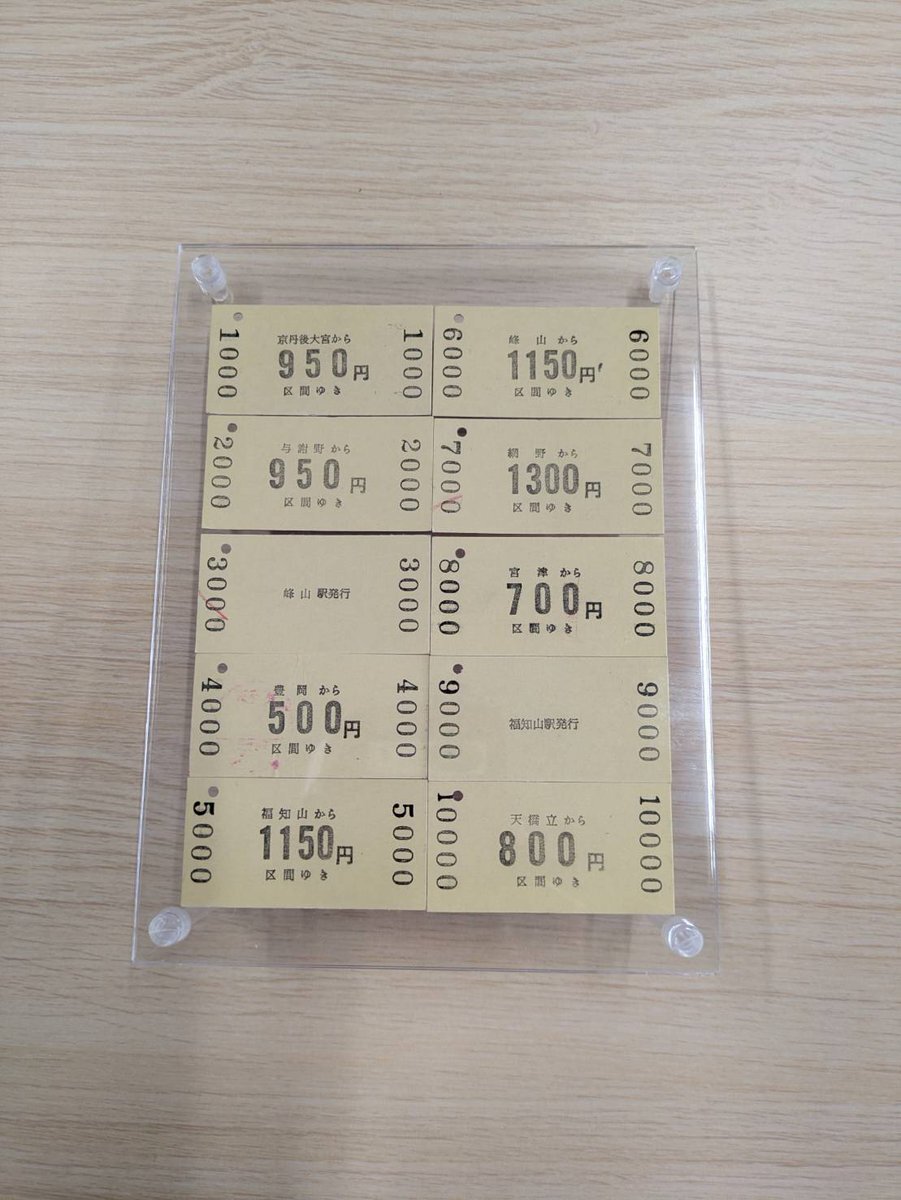 1000
京丹後大宮から
950円
区間ゆき
1000
2000
与謝野から
950円
区間ゆき
2000
3000
峰山駅発行
3000
4000
豊岡から
500円
区間ゆき
4000
5000
福知山から
1150円
区間ゆき
5000
6000
峰山から
1150円
区間ゆき
6000
7000
網野から
1300円
区間ゆき
7000
8000
宮津から
700円
区間ゆき
8000
9000
福知山駅発行
9000
10000
天橋立から
800円
区間ゆき
10000